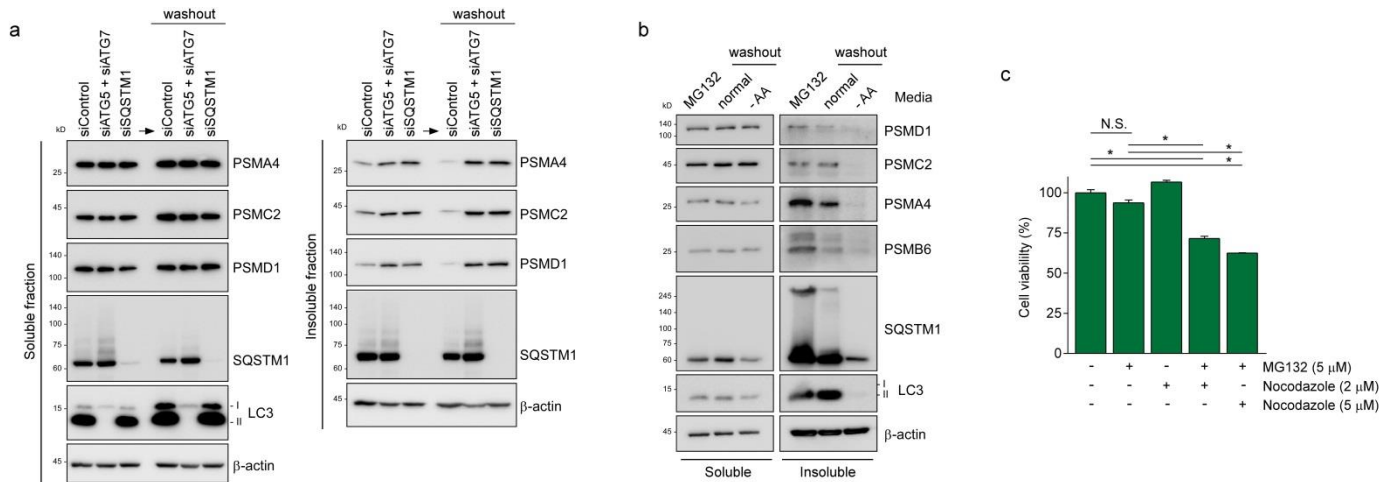 a
washout
siControl
siATG5 + siATG7
siSQSTM1
siControl
siATG5 + siATG7
siSQSTM1
kD
25
PSMA4
45
PSMC2
140
100
PSMD1
140
100
75
60
SQSTM1
15
- I
- II
LC3
45
β-actin
Soluble fraction
washout
siControl
siATG5 + siATG7
siSQSTM1
siControl
siATG5 + siATG7
siSQSTM1
kD
25
PSMA4
45
PSMC2
140
100
PSMD1
140
100
75
60
SQSTM1
45
β-actin
Insoluble fraction
b
washout
washout
MG132
normal
- AA
MG132
normal
- AA
Media
kD
140
100
PSMD1
45
PSMC2
25
PSMA4
25
PSMB6
245
140
100
75
60
SQSTM1
15
- I
- II
LC3
45
β-actin
Soluble
Insoluble
c
N.S.
*
*
*
*
Cell viabililty (%)
100
75
50
25
0
- + - + + MG132 (5 μM)
- - + + - Nocodazole (2 μM)
- - - - + Nocodazole (5 μM)